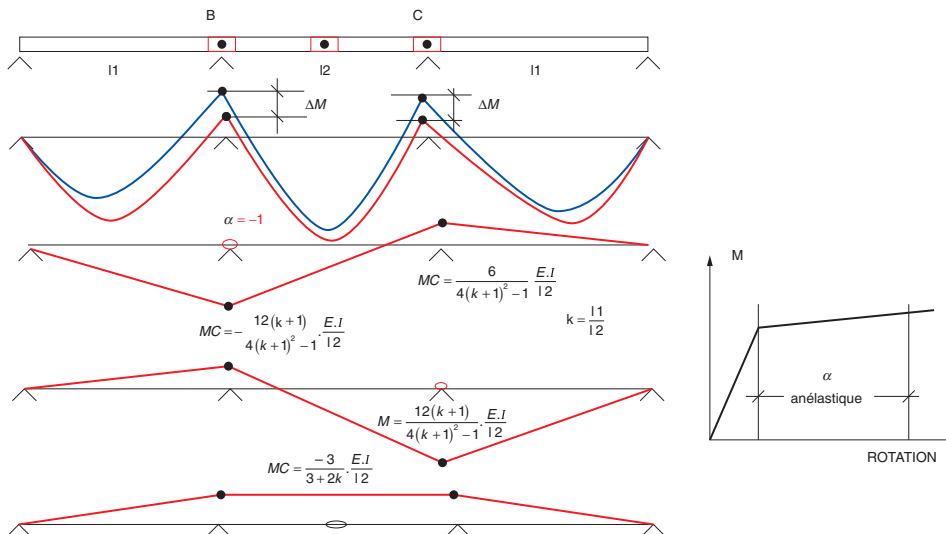 B C
l1 l2 l1
ΔM ΔM
α = -1
MC = 6 / (4(k+1)² - 1) E.I / l2
MC = - 12(k+1) / (4(k+1)² - 1) . E.I / l2
k = l1 / l2
M = 12(k+1) / (4(k+1)² - 1) . E.I / l2
MC = -3 / (3+2k) . E.I / l2
M
α
anélastique
ROTATION